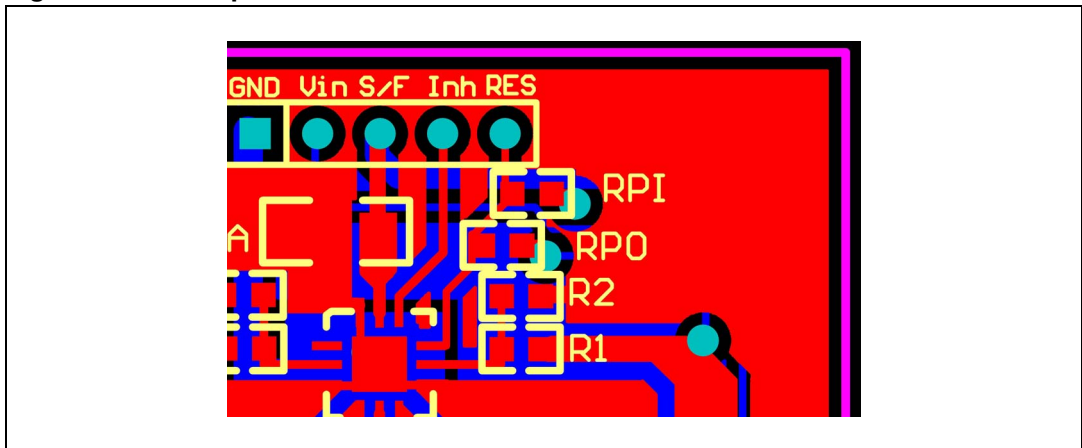 GND Vin S/F Inh RES
RPI
RPO
A
R2
R1